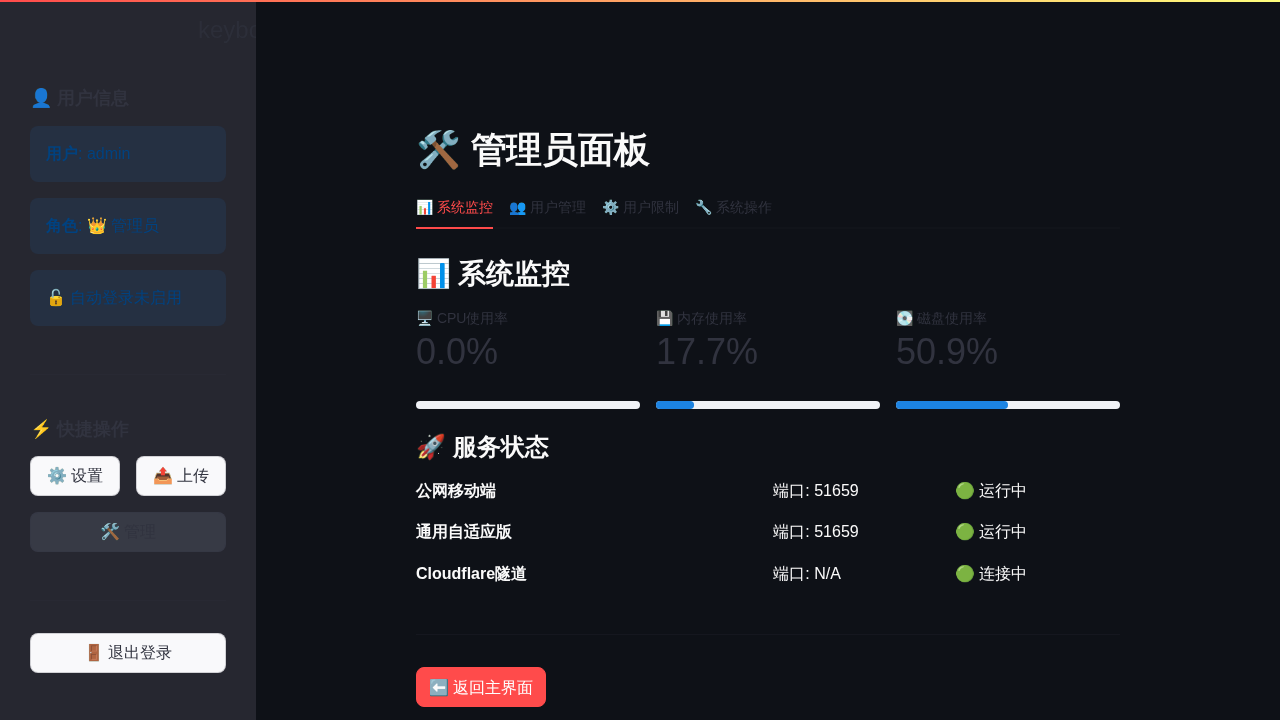 keybo
👤 用户信息
用户: admin
角色: 👑 管理员
🔓 自动登录未启用
⚡ 快捷操作
⚙️ 设置
📤 上传
🛠️ 管理
🚪 退出登录
🛠️ 管理员面板
📊 系统监控
👥 用户管理
⚙️ 用户限制
🔧 系统操作
📊 系统监控
🖥️ CPU使用率
💾 内存使用率
💽 磁盘使用率
0.0%
17.7%
50.9%
🚀 服务状态
公网移动端 端口: 51659 🟢 运行中
通用自适应版 端口: 51659 🟢 运行中
Cloudflare隧道 端口: N/A 🟢 连接中
⬅️ 返回主界面